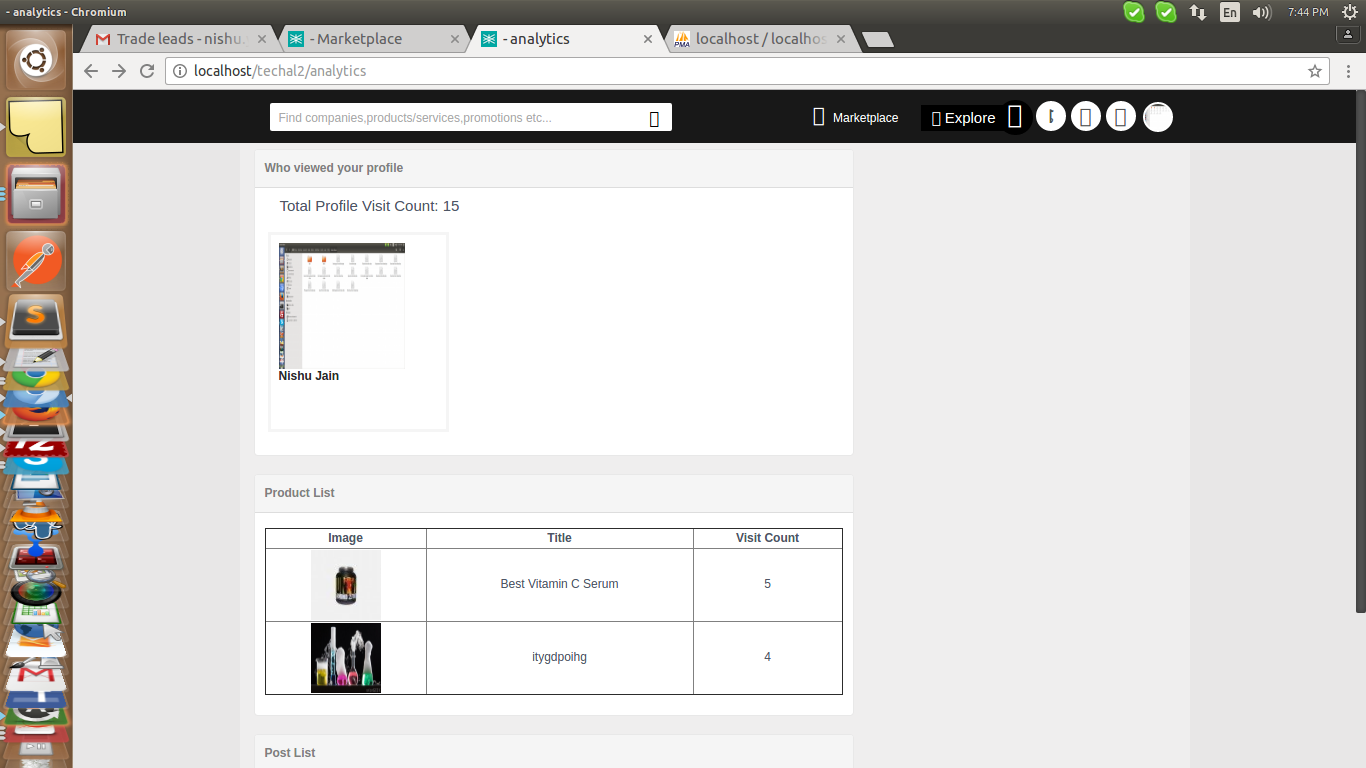 - analytics - Chromium
En
7:44 PM
Trade leads - nishu.
- Marketplace
- analytics
localhost / localhos
localhost/techal2/analytics
Find companies,products/services,promotions etc...
Marketplace
Explore
Who viewed your profile
Total Profile Visit Count: 15
Nishu Jain
Product List
Image Title Visit Count
Best Vitamin C Serum 5
itygdpoihg 4
Post List